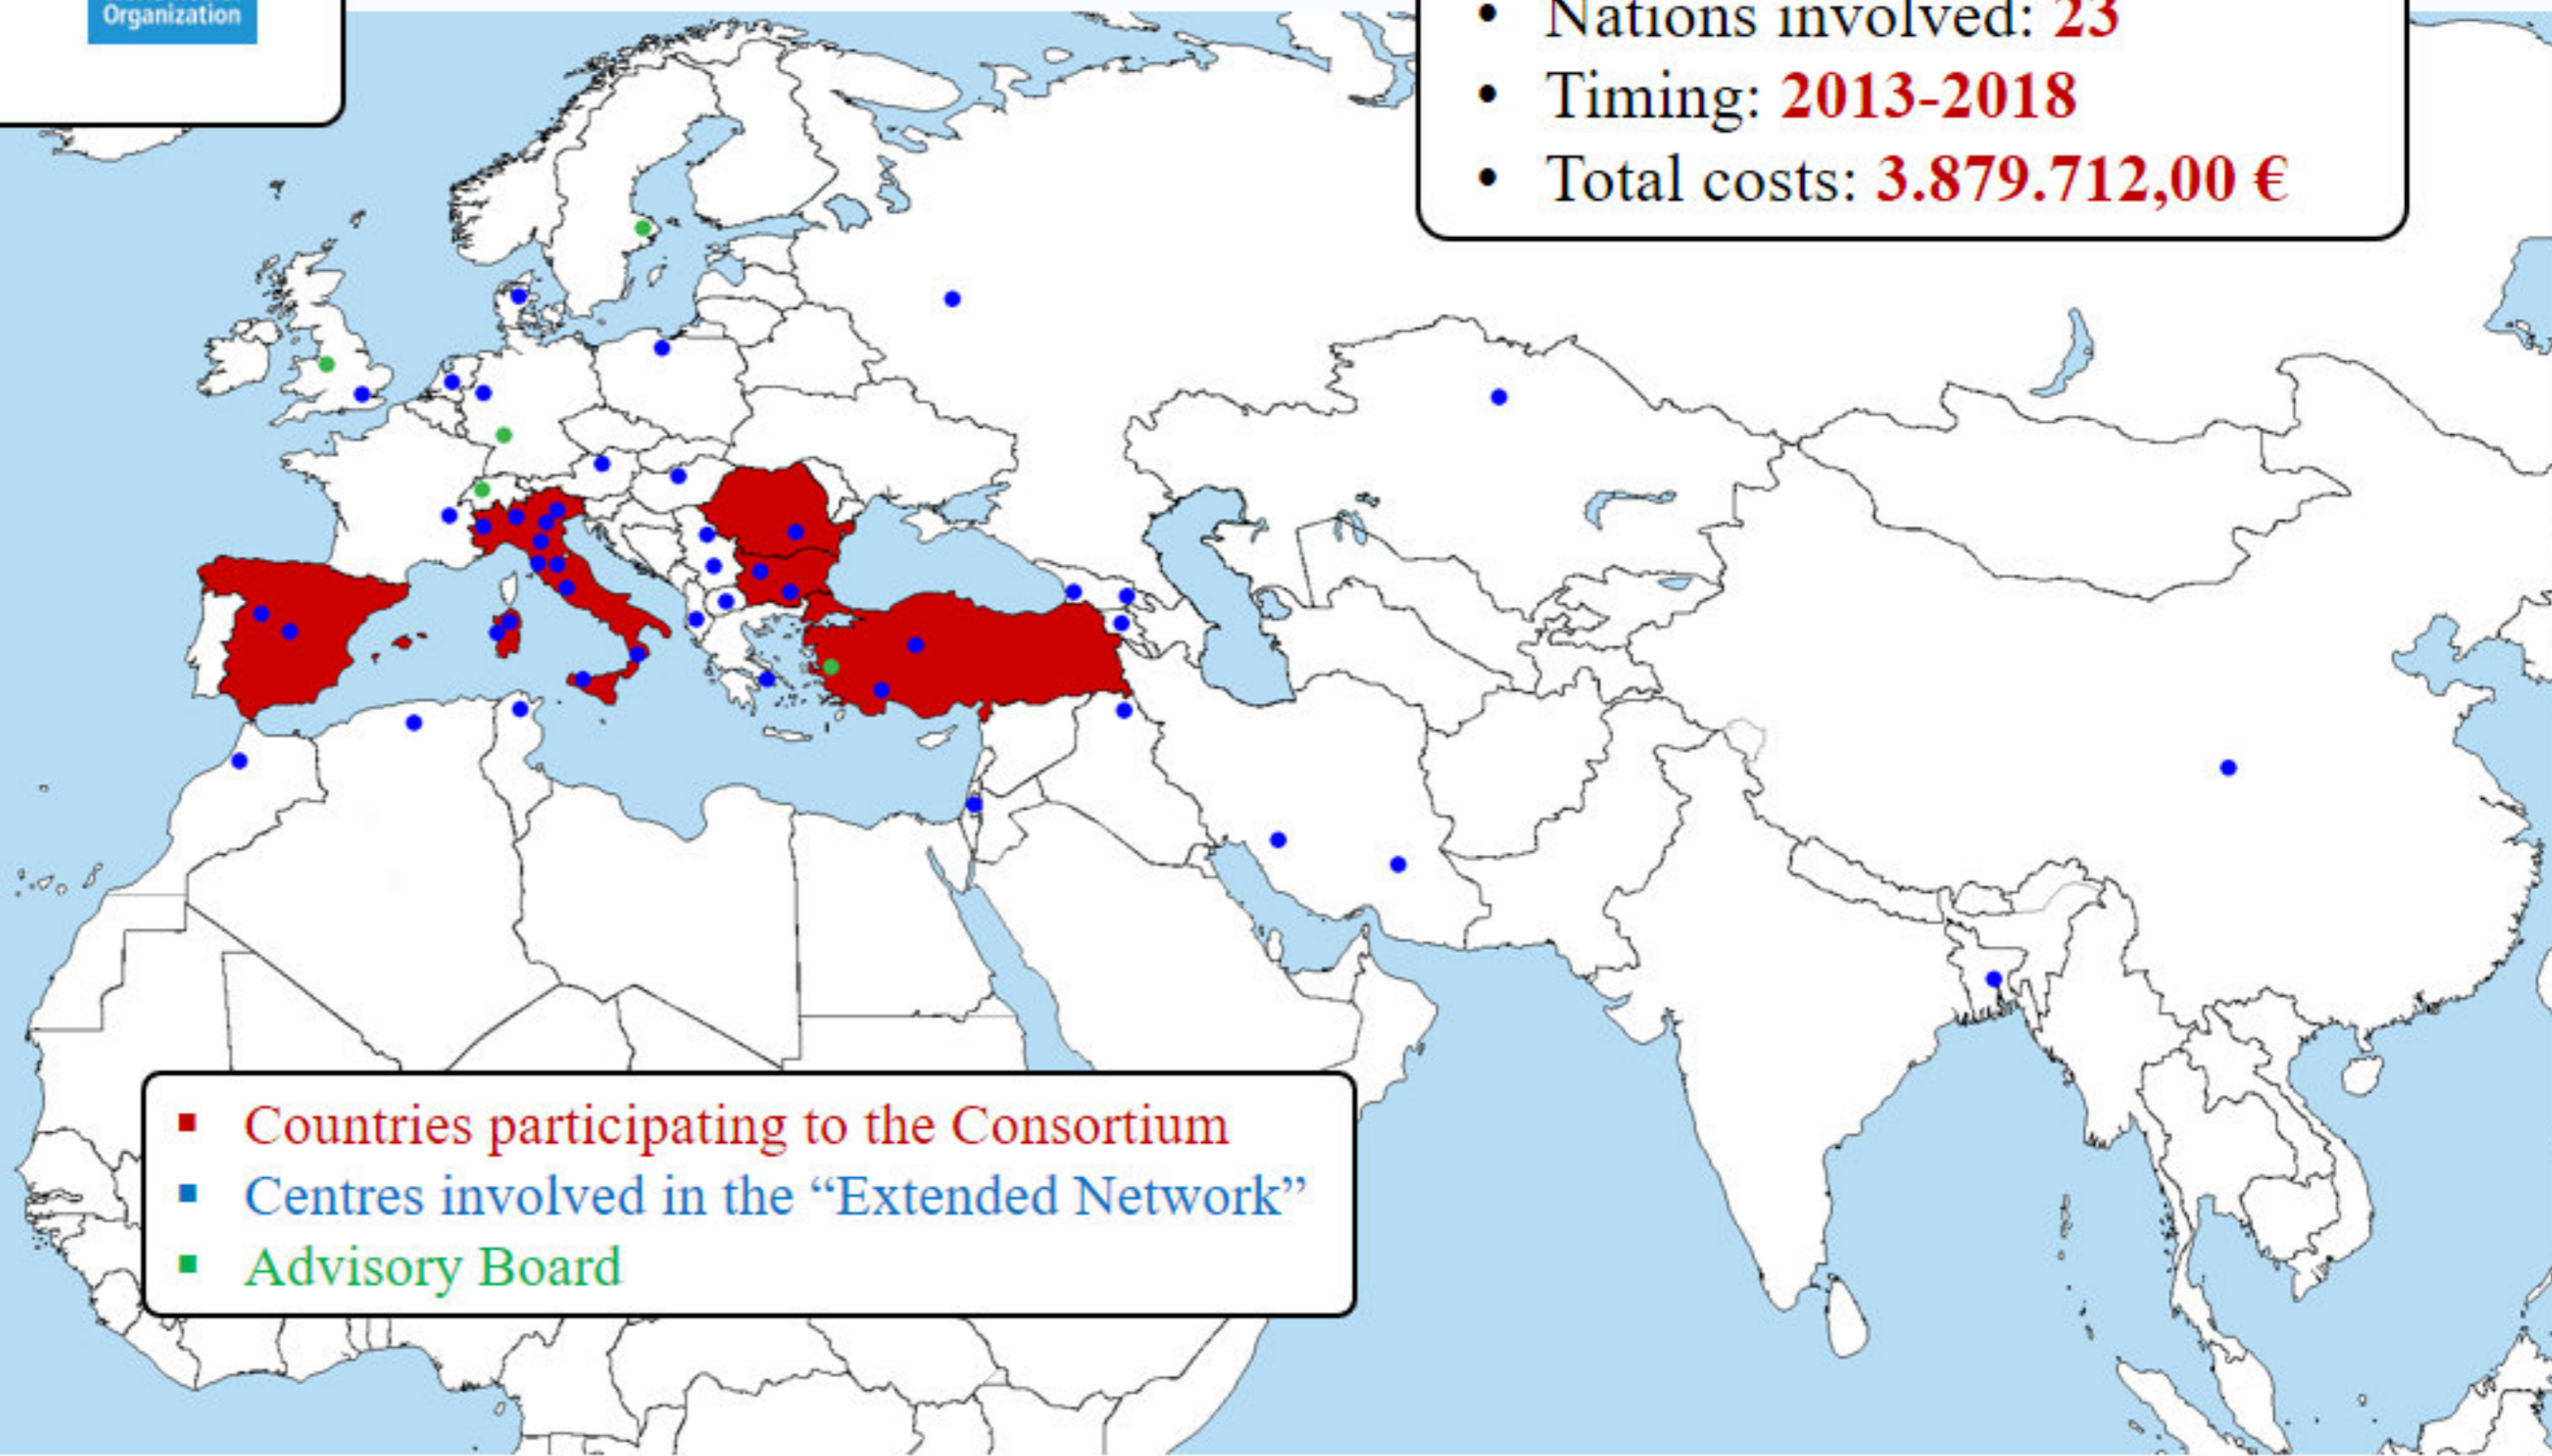 Organization
• Nations involved: 23
• Timing: 2013-2018
• Total costs: 3.879.712,00 €
▪ Countries participating to the Consortium
▪ Centres involved in the “Extended Network”
▪ Advisory Board